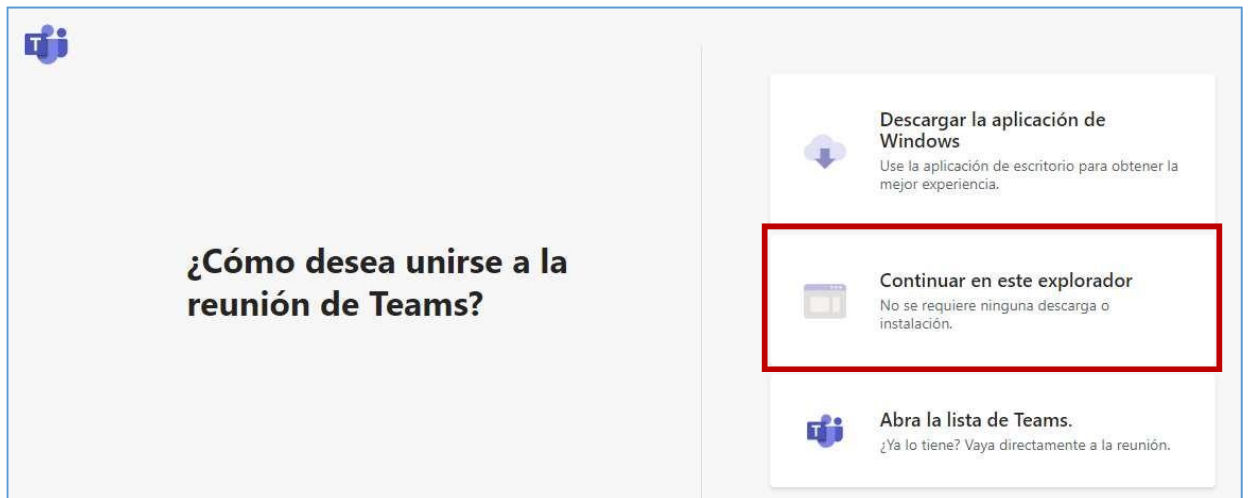 T
¿Cómo desea unirse a la
reunión de Teams?
Descargar la aplicación de
Windows
Use la aplicación de escritorio para obtener la
mejor experiencia.
Continuar en este explorador
No se requiere ninguna descarga o
instalación.
T
Abra la lista de Teams.
¿Ya lo tiene? Vaya directamente a la reunión.